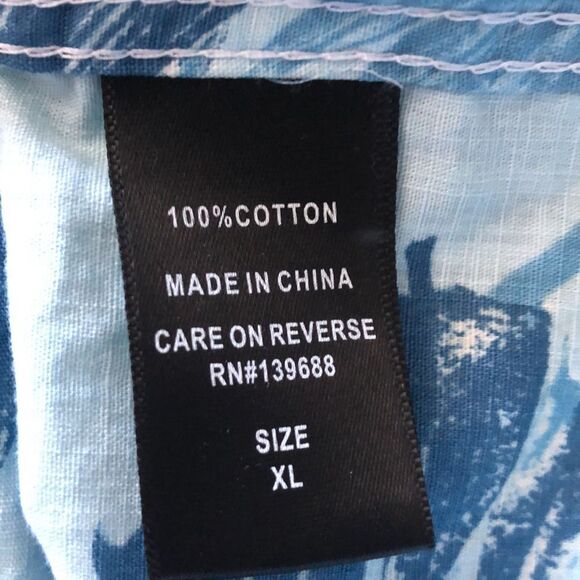 100%COTTON
MADE IN CHINA
CARE ON REVERSE
RN#139688
SIZE
XL